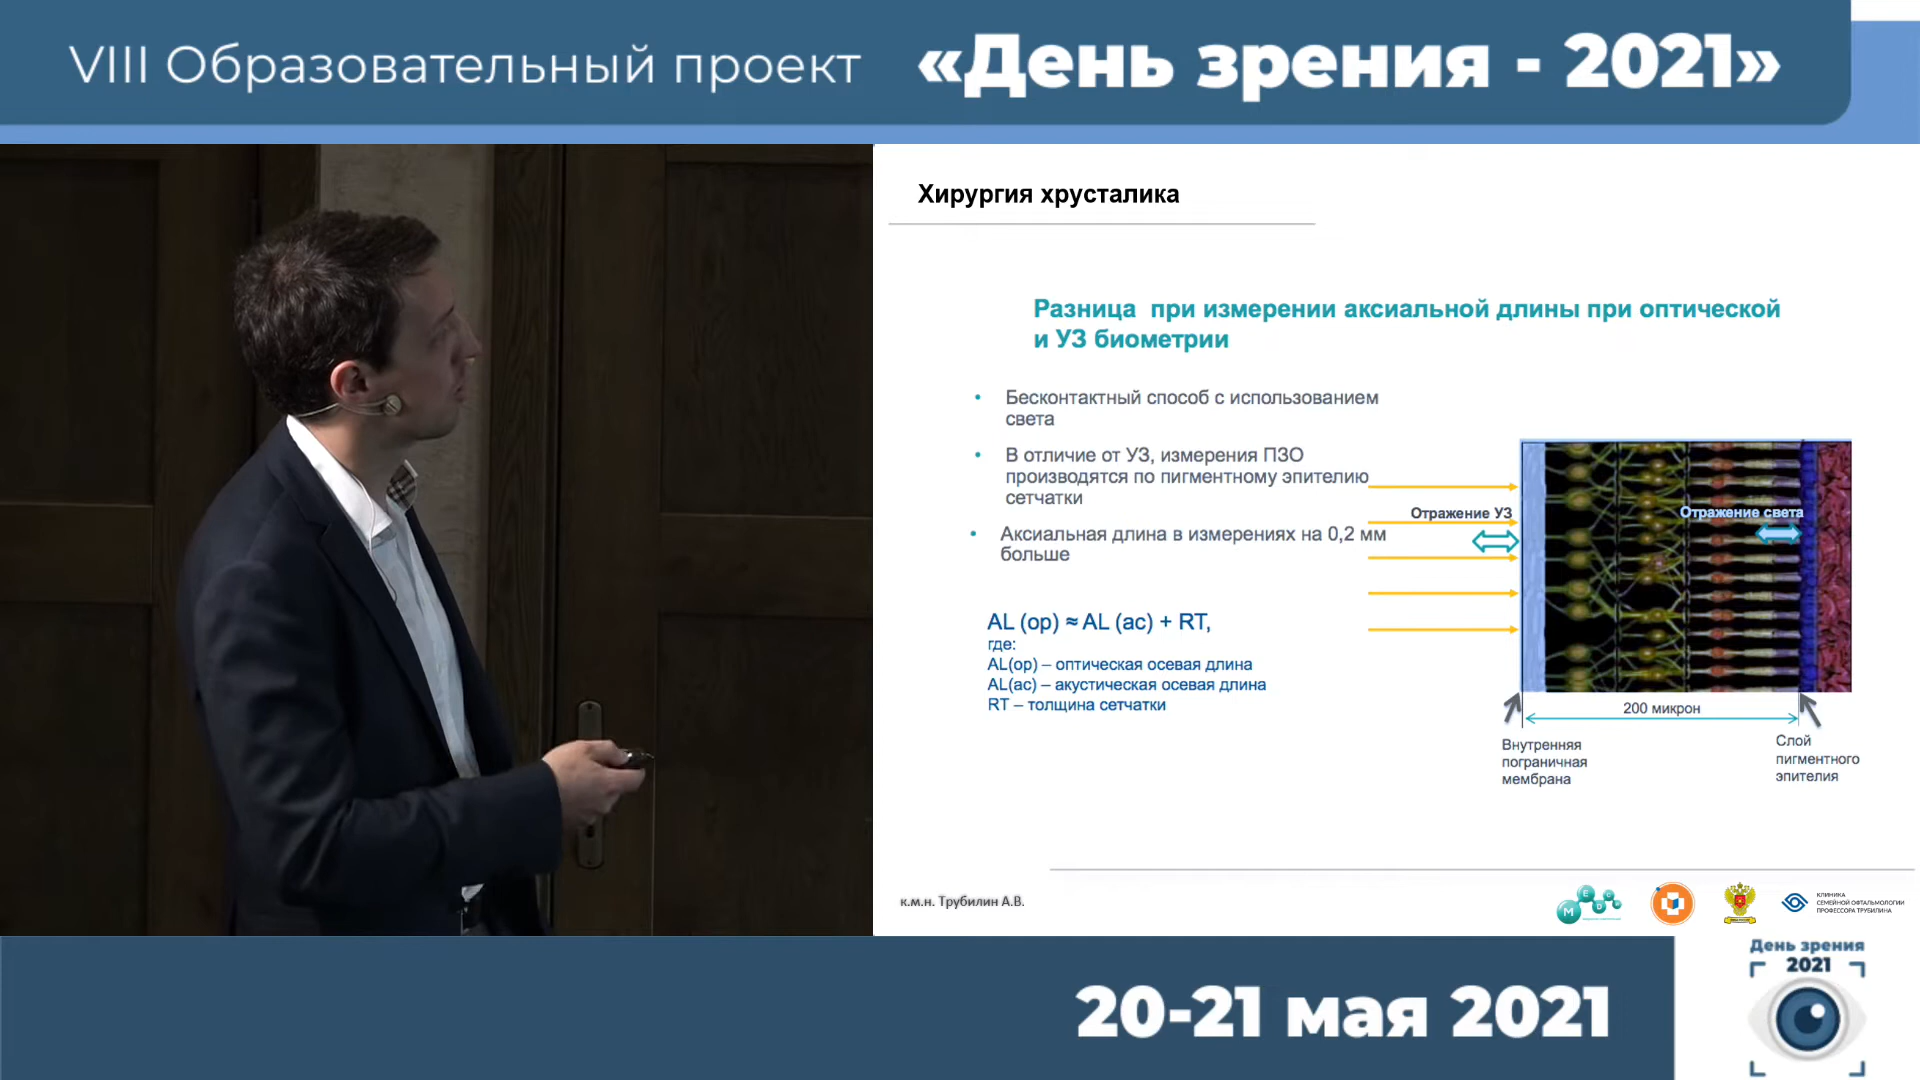 VIII Образовательный проект «День зрения - 2021»
Хирургия хрусталика
Разница при измерении аксиальной длины при оптической
и УЗ биометрии
• Бесконтактный способ с использованием
света
• В отличие от УЗ, измерения ПЗО
производятся по пигментному эпителию
сетчатки
• Аксиальная длина в измерениях на 0,2 мм
больше
AL (op) ≈ AL (ac) + RT,
где:
AL(op) – оптическая осевая длина
AL(ac) – акустическая осевая длина
RT – толщина сетчатки
Отражение УЗ
Отражение света
200 микрон
Внутренняя
пограничная
мембрана
Слой
пигментного
эпителия
к.м.н. Трубилин А.В.
КЛИНИКА
СЕМЕЙНОЙ ОФТАЛЬМОЛОГИИ
ПРОФЕССОРА ТРУБИЛИНА
20-21 мая 2021
День зрения
2021